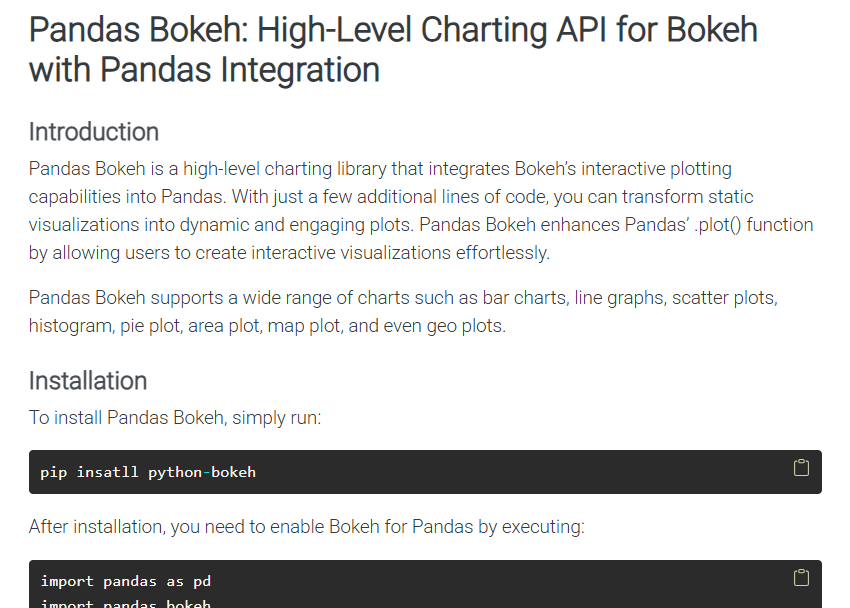 Pandas Bokeh: High-Level Charting API for Bokeh
with Pandas Integration
Introduction
Pandas Bokeh is a high-level charting library that integrates Bokeh’s interactive plotting
capabilities into Pandas. With just a few additional lines of code, you can transform static
visualizations into dynamic and engaging plots. Pandas Bokeh enhances Pandas’ .plot() function
by allowing users to create interactive visualizations effortlessly.
Pandas Bokeh supports a wide range of charts such as bar charts, line graphs, scatter plots,
histogram, pie plot, area plot, map plot, and even geo plots.
Installation
To install Pandas Bokeh, simply run:
pip insatll python-bokeh
After installation, you need to enable Bokeh for Pandas by executing:
import pandas as pd
import pandas_bokeh